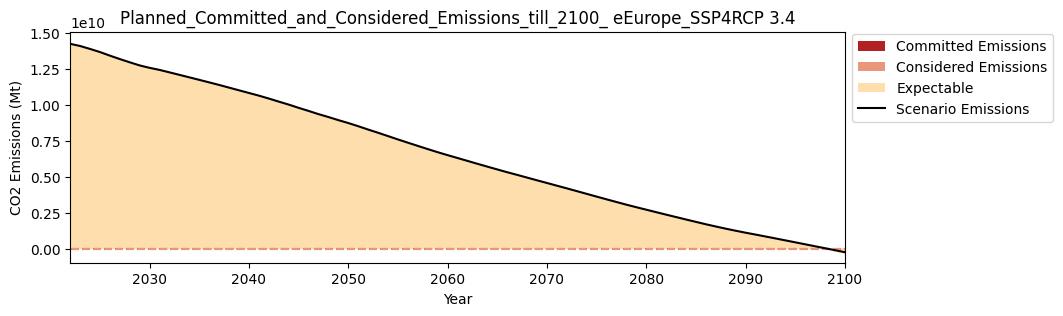 Planned_Committed_and_Considered_Emissions_till_2100_ eEurope_SSP4RCP 3.4
1e10
1.50
1.25
1.00
0.75
0.50
0.25
0.00
CO2 Emissions (Mt)
2030 2040 2050 2060 2070 2080 2090 2100
Year
Committed Emissions
Considered Emissions
Expectable
Scenario Emissions